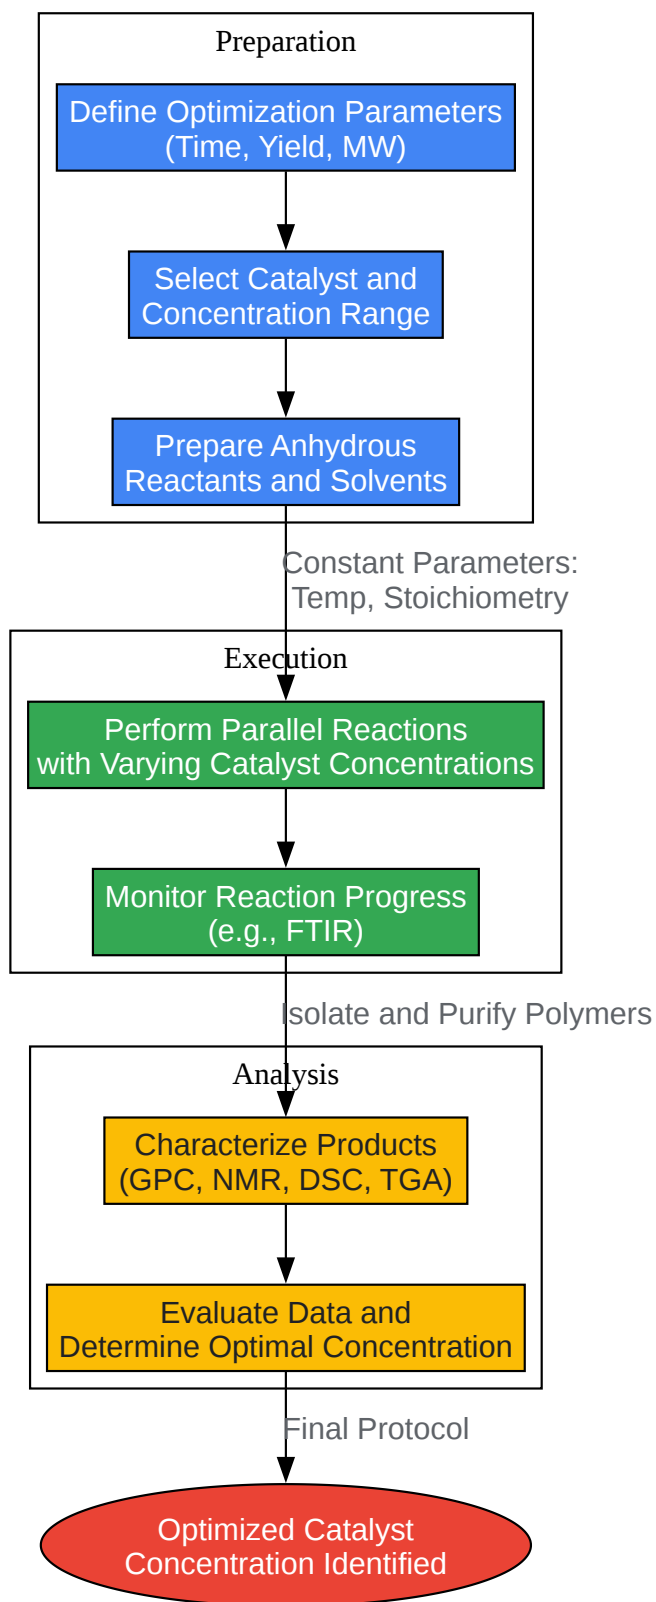 Preparation
Define Optimization Parameters
(Time, Yield, MW)
Select Catalyst and
Concentration Range
Prepare Anhydrous
Reactants and Solvents
Constant Parameters:
Temp, Stoichiometry
Execution
Perform Parallel Reactions
with Varying Catalyst Concentrations
Monitor Reaction Progress
(e.g., FTIR)
Isolate and Purify Polymers
Analysis
Characterize Products
(GPC, NMR, DSC, TGA)
Evaluate Data and
Determine Optimal Concentration
Final Protocol
Optimized Catalyst
Concentration Identified